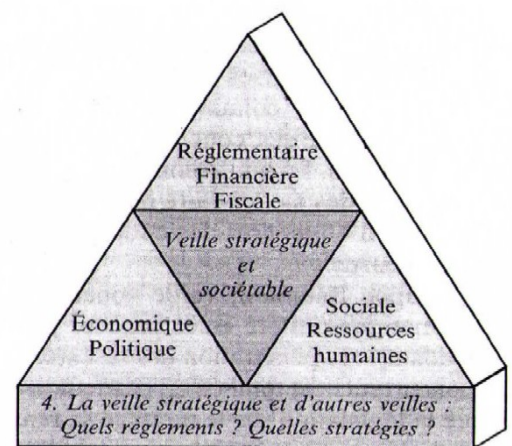 Réglementaire
Financière
Fiscale
Veille stratégique
et
sociétable
Économique
Politique
Sociale
Ressources
humaines
4. La veille stratégique et d'autres veilles :
Quels règlements ? Quelles stratégies ?